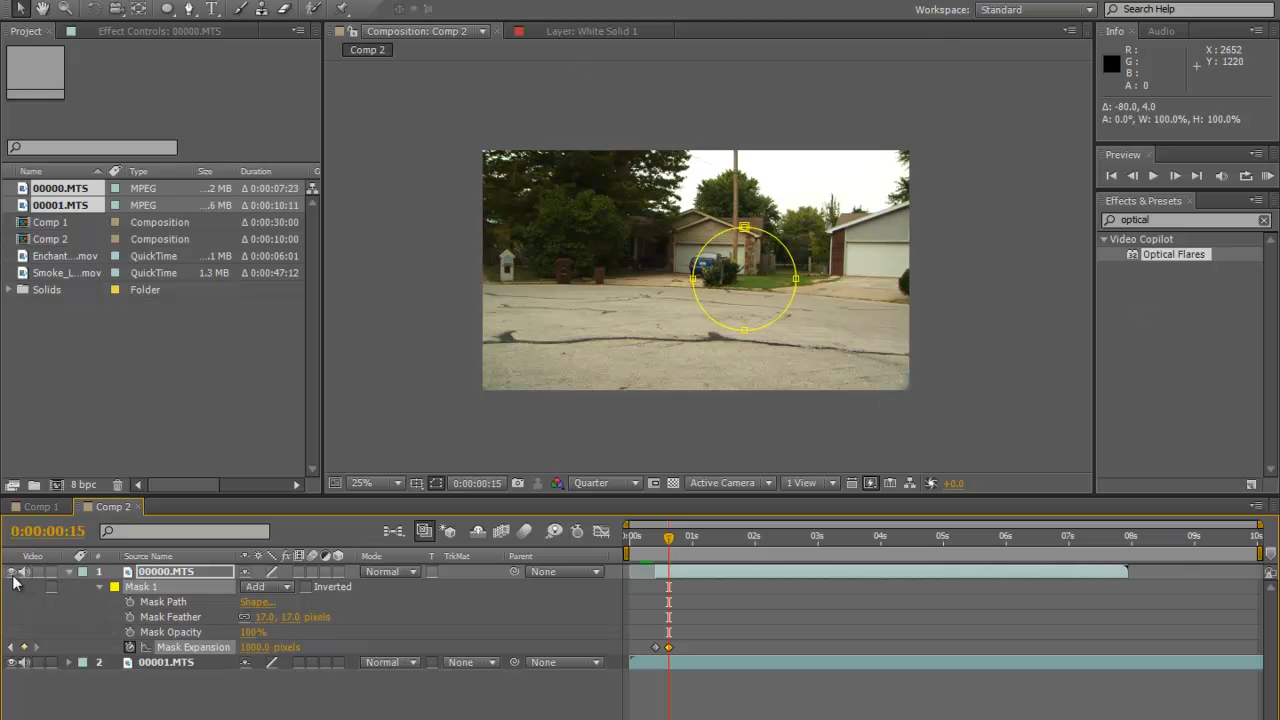 Workspace: Standard Search Help
Project Effect Controls: 00000.MTS Composition: Comp 2 Layer: White Solid 1 Info Audio
Comp 2
R : X : 2652
G : Y : 1220
B :
A : 0
Δ: -80.0, 4.0
A: 0.0°, W: 100.0%, H: 100.0%
Preview
Effects & Presets
optical
Video Copilot
Optical Flares
Name Type Size Duration
00000.MTS MPEG ....2 MB Δ 0:00:07:23
00001.MTS MPEG ....6 MB Δ 0:00:10:11
Comp 1 Composition Δ 0:00:30:00
Comp 2 Composition Δ 0:00:10:00
Enchant....mov QuickTime ...1 MB Δ 0:00:06:01
Smoke_L...mov QuickTime 1.3 MB Δ 0:00:47:12
Solids Folder
8 bpc 25% 0:00:00:15 Quarter Active Camera 1 View +0.0
Comp 1 Comp 2
0:00:00:15 0:00s 01s 02s 03s 04s 05s 06s 07s 08s 09s 10s
Video # Source Name fx Mode T TrkMat Parent
1 00000.MTS Normal None
Mask 1 Add Inverted
Mask Path Shape...
Mask Feather 17.0, 17.0 pixels
Mask Opacity 100%
Mask Expansion 1000.0 pixels
2 00001.MTS Normal None None